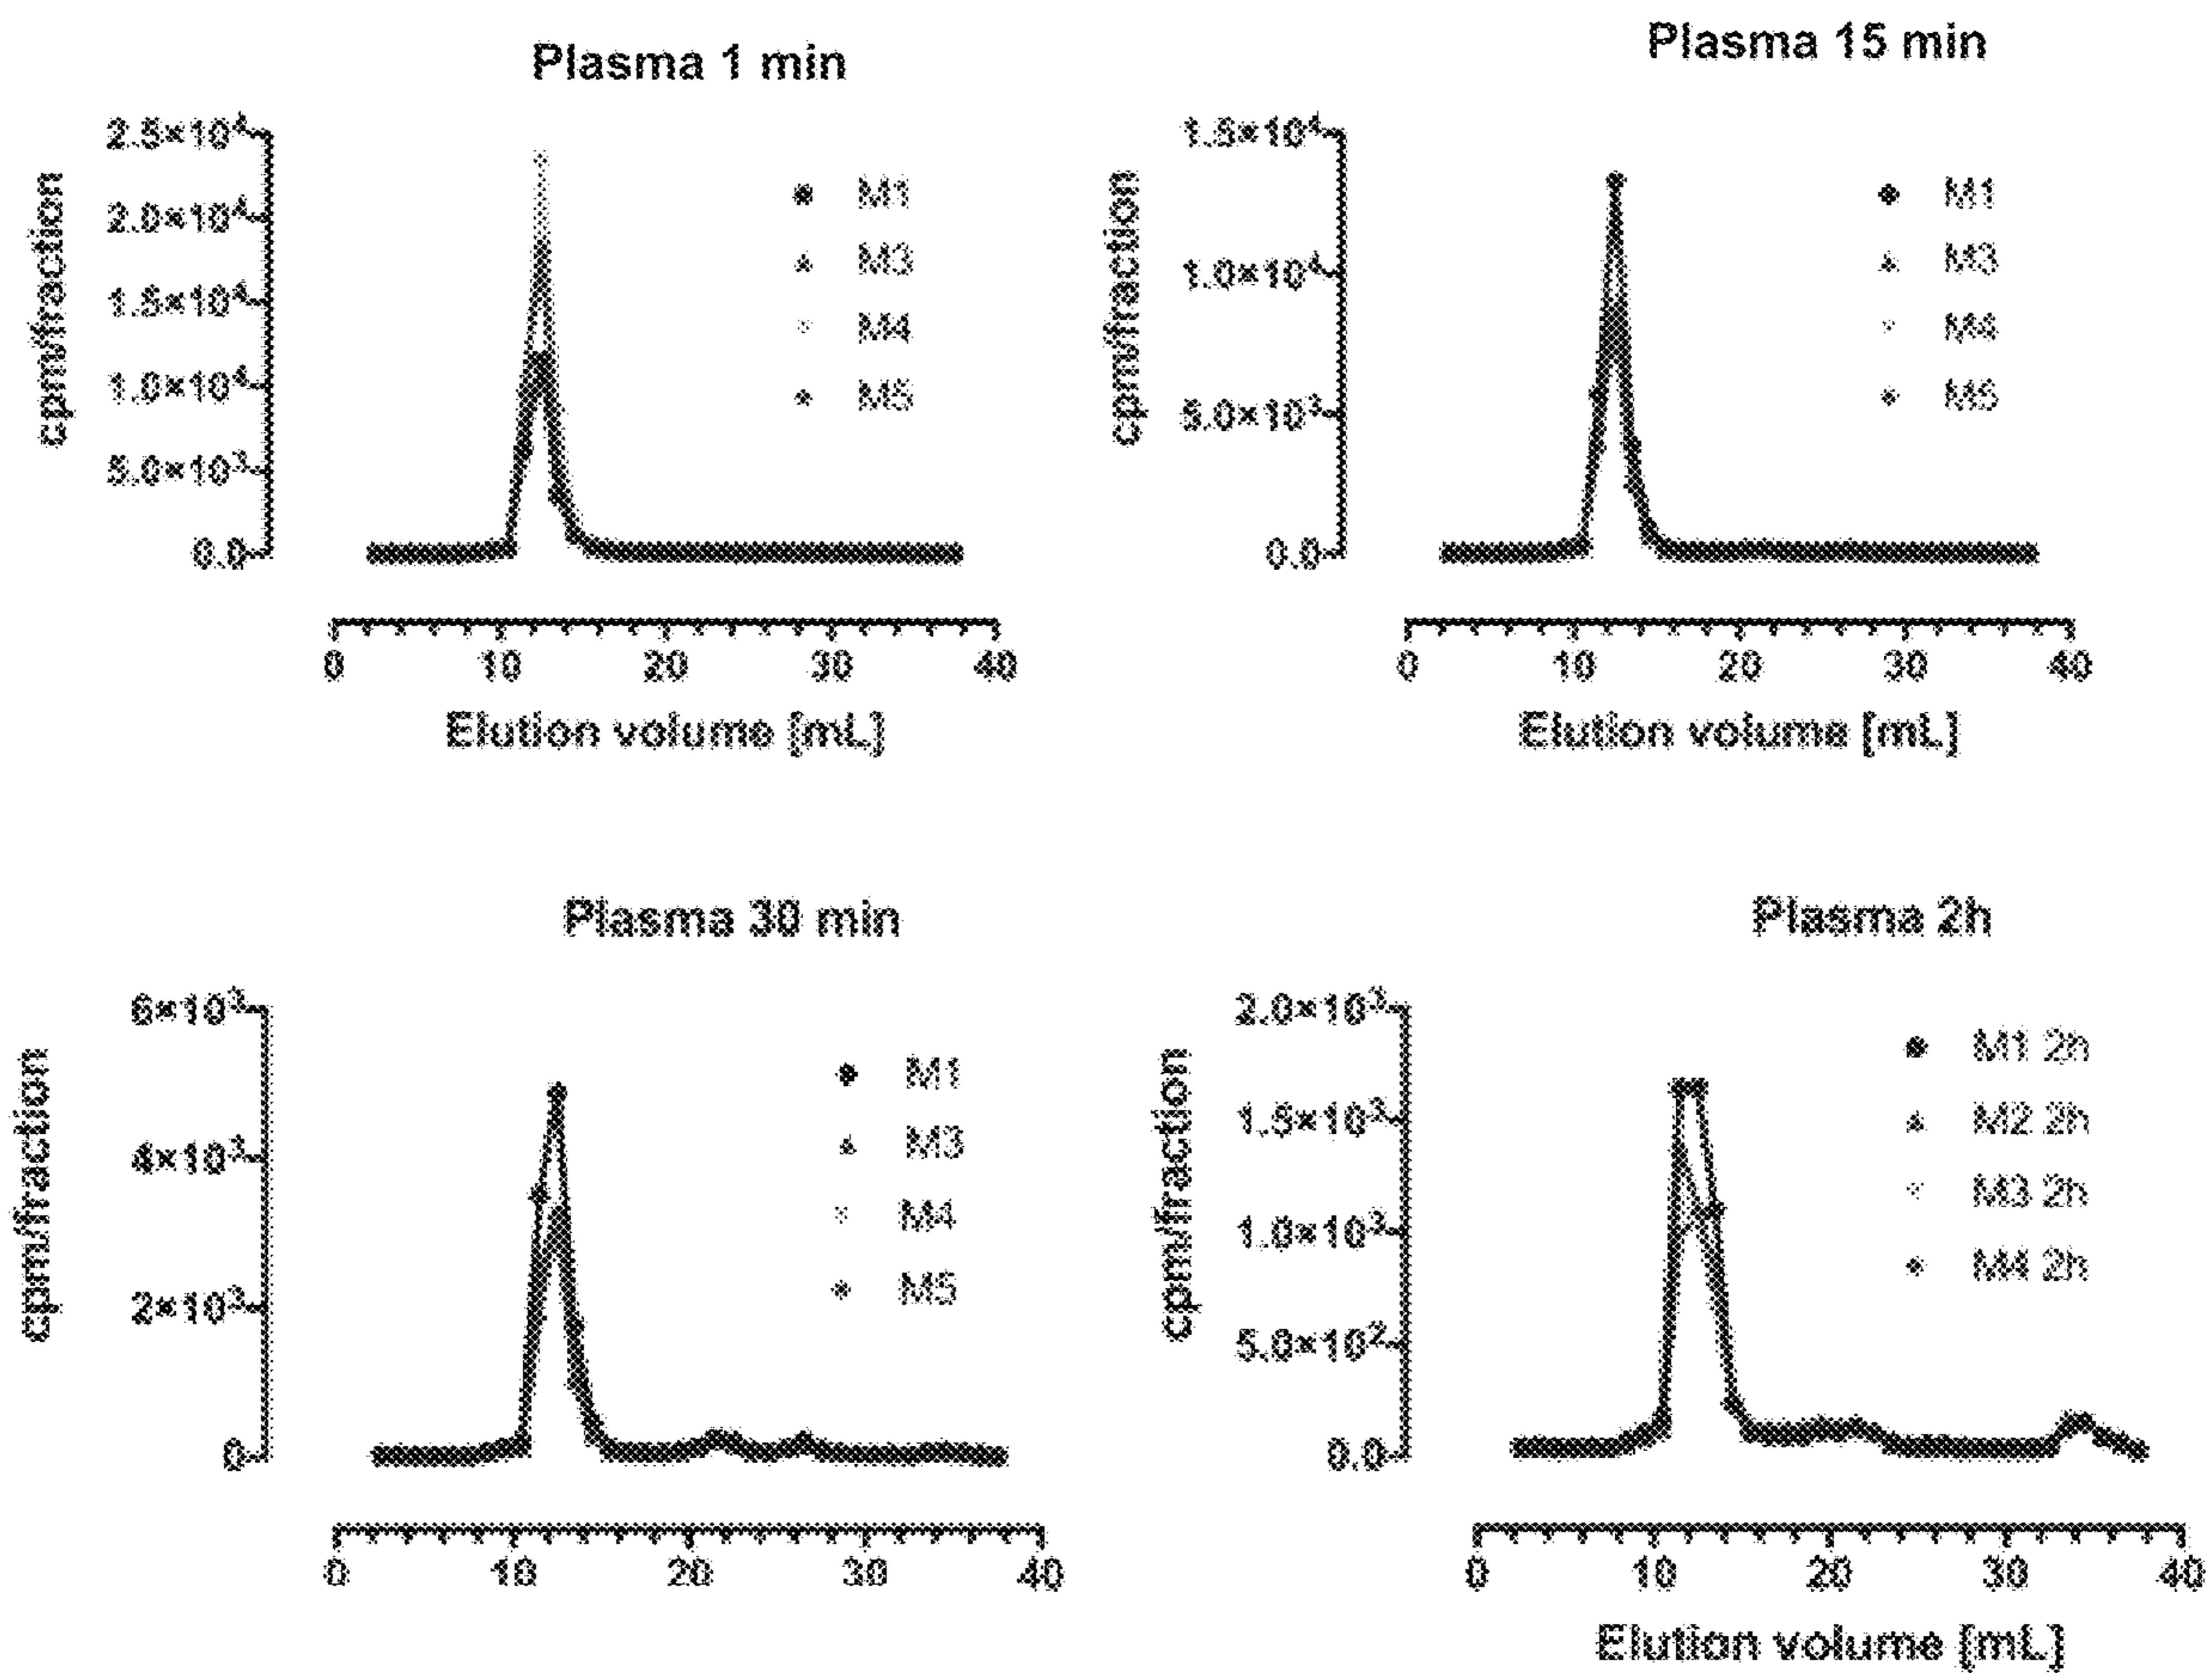 Plasma 1 min
2.5×10⁴
2.0×10⁴
1.5×10⁴
1.0×10⁴
5.0×10³
0.0
cpm/fraction
M1
M3
M4
M5
0 10 20 30 40
Elution volume [mL]
Plasma 15 min
1.5×10⁴
1.0×10⁴
5.0×10³
0.0
cpm/fraction
M1
M3
M4
M5
0 10 20 30 40
Elution volume [mL]
Plasma 30 min
6×10³
4×10³
2×10³
0
cpm/fraction
M1
M3
M4
M5
0 10 20 30 40
Plasma 2h
2.0×10³
1.5×10³
1.0×10³
5.0×10²
0.0
cpm/fraction
M1 2h
M2 2h
M3 2h
M4 2h
0 10 20 30 40
Elution volume [mL]